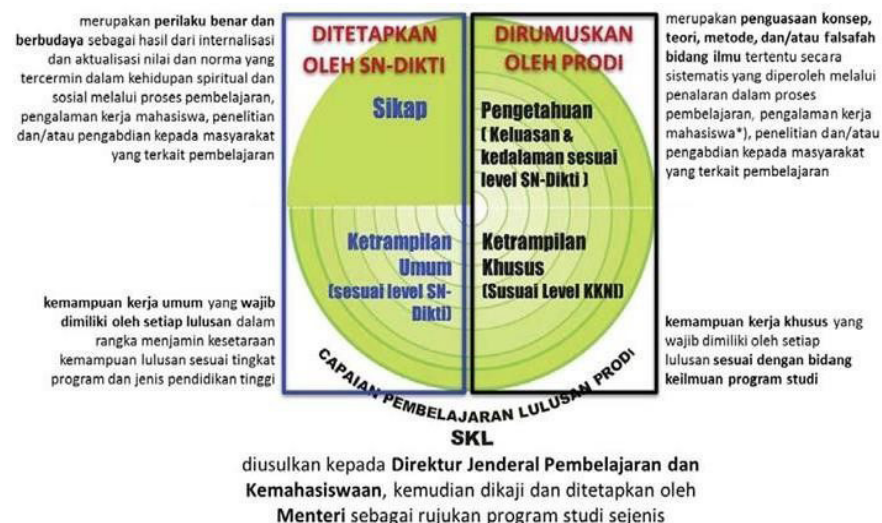 merupakan perilaku benar dan
berbudaya sebagai hasil dari internalisasi
dan aktualisasi nilai dan norma yang
tercermin dalam kehidupan spiritual dan
sosial melalui proses pembelajaran,
pengalaman kerja mahasiswa, penelitian
dan/atau pengabdian kepada masyarakat
yang terkait pembelajaran
DITETAPKAN
OLEH SN-DIKTI
Sikap
DIRUMUSKAN
OLEH PRODI
Pengetahuan
( Keluasan &
kedalaman sesuai
level SN-Dikti )
merupakan penguasaan konsep,
teori, metode, dan/atau falsafah
bidang ilmu tertentu secara
sistematis yang diperoleh melalui
penalaran dalam proses
pembelajaran, pengalaman kerja
mahasiswa*), penelitian dan/atau
pengabdian kepada masyarakat
yang terkait pembelajaran
kemampuan kerja umum yang wajib
dimiliki oleh setiap lulusan dalam
rangka menjamin kesetaraan
kemampuan lulusan sesuai tingkat
program dan jenis pendidikan tinggi
Ketrampilan
Umum
(sesuai level SN-
Dikti)
Ketrampilan
Khusus
(Susuai Level KKNI)
kemampuan kerja khusus yang
wajib dimiliki oleh setiap
lulusan sesuai dengan bidang
keilmuan program studi
CAPAIAN PEMBELAJARAN LULUSAN PRODI
SKL
diusulkan kepada Direktur Jenderal Pembelajaran dan
Kemahasiswaan, kemudian dikaji dan ditetapkan oleh
Menteri sebagai rujukan program studi sejenis